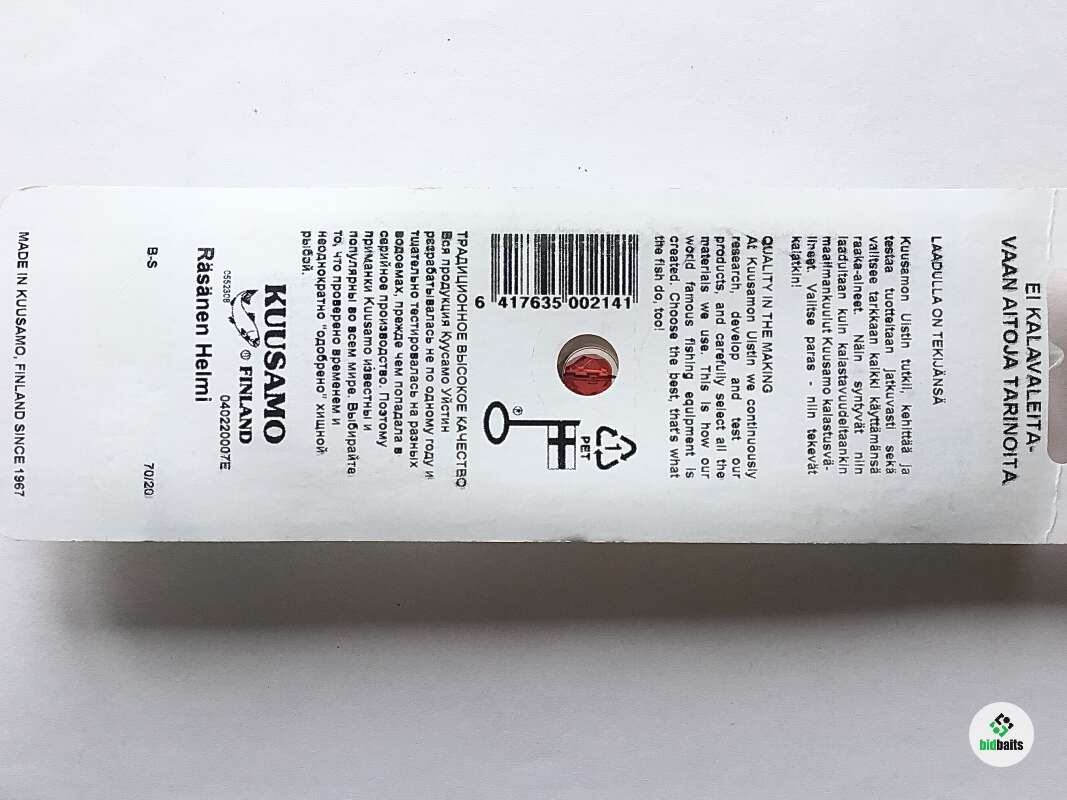 EI KALAVALEITA-
VAAN AITOJA TARINOITA
LAADULLA ON TEKIJÄNSÄ
Kuusamon Uistin tutkii, kehittää ja
testaa tuotteitaan jatkuvasti sekä
valitsee tarkkaan kaikki käyttämänsä
raaka-aineet. Näin syntyvät niin
laadultaan kuin kalastavuudeltaankin
maailmankuulut Kuusamo kalastusvä-
lineet. Valitse paras - niin tekevät
kalatkin!
QUALITY IN THE MAKING
At Kuusamon Uistin we continuously
research, develop and test our
products, and carefully select all the
materials we use. This is how our
world famous fishing equipment is
created. Choose the best, that's what
the fish do, too!
1
PET
®
6 417635 002141
ТРАДИЦИОННОЕ ВЫСОКОЕ КАЧЕСТВО
Вся продукция Куусамо Уйстин
разрабатывалась не по одному году и
тщательно тестировалась на разных
водоемах, прежде чем попадала в
серийное производство. Поэтому
приманки Kuusamo известны и
популярны во всем мире. Выбирайте
то, что проверено временем и
неоднократно "одобрено" хищной
рыбой.
KUUSAMO
® FINLAND
0552308
040220007E
Räsänen Helmi
B-S
70/20
MADE IN KUUSAMO, FINLAND SINCE 1967
bidbaits